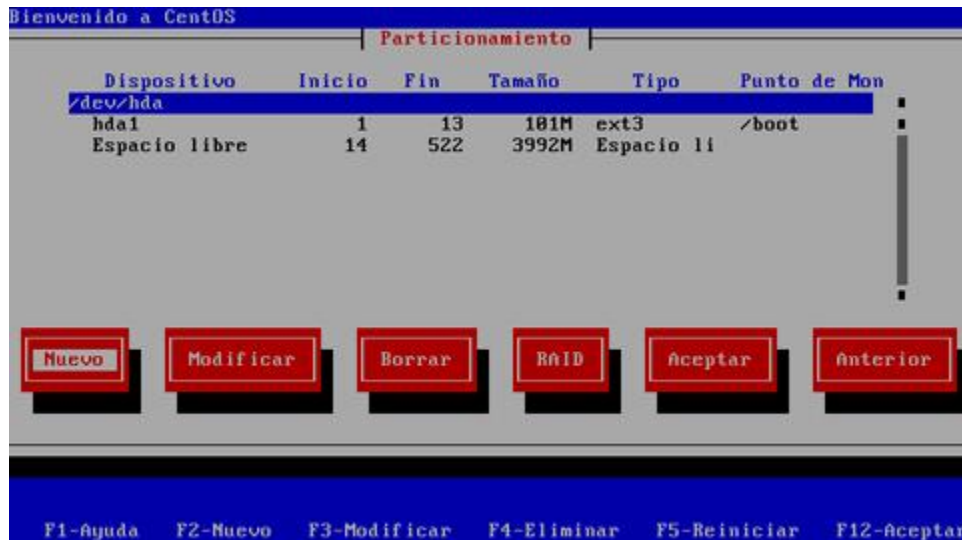 Bienvenido a CentOS
Particionamiento
Dispositivo Inicio Fin Tamaño Tipo Punto de Mon
/dev/hda
hda1 1 13 101M ext3 /boot
Espacio libre 14 522 3992M Espacio li
Nuevo Modificar Borrar RAID Aceptar Anterior
F1-Ayuda F2-Nuevo F3-Modificar F4-Eliminar F5-Reiniciar F12-Aceptar